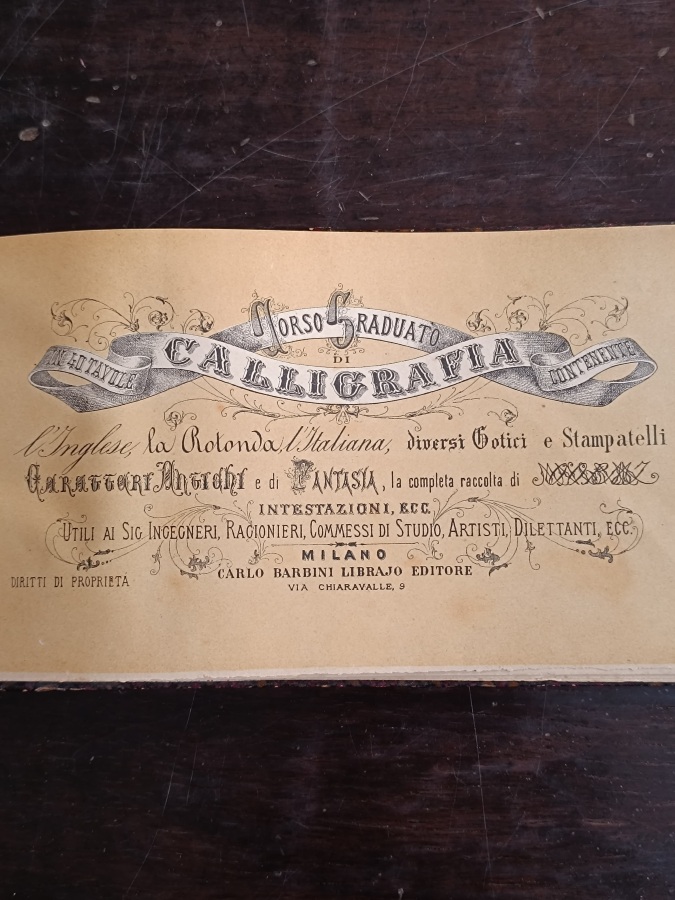 Corso Graduato
DI
CALLIGRAFIA
IN 40 TAVOLE
CONTENENTE
l'Inglese, la Rotonda, l'Italiana, diversi Gotici e Stampatelli
Caratteri Antichi e di FANTASIA, la completa raccolta di
INTESTAZIONI, ECC.
UTILI AI SIG. INGEGNERI, RAGIONIERI, COMMESSI DI STUDIO, ARTISTI, DILETTANTI, ECC.
MILANO
CARLO BARBINI LIBRAJO EDITORE
VIA CHIARAVALLE, 9
DIRITTI DI PROPRIETA